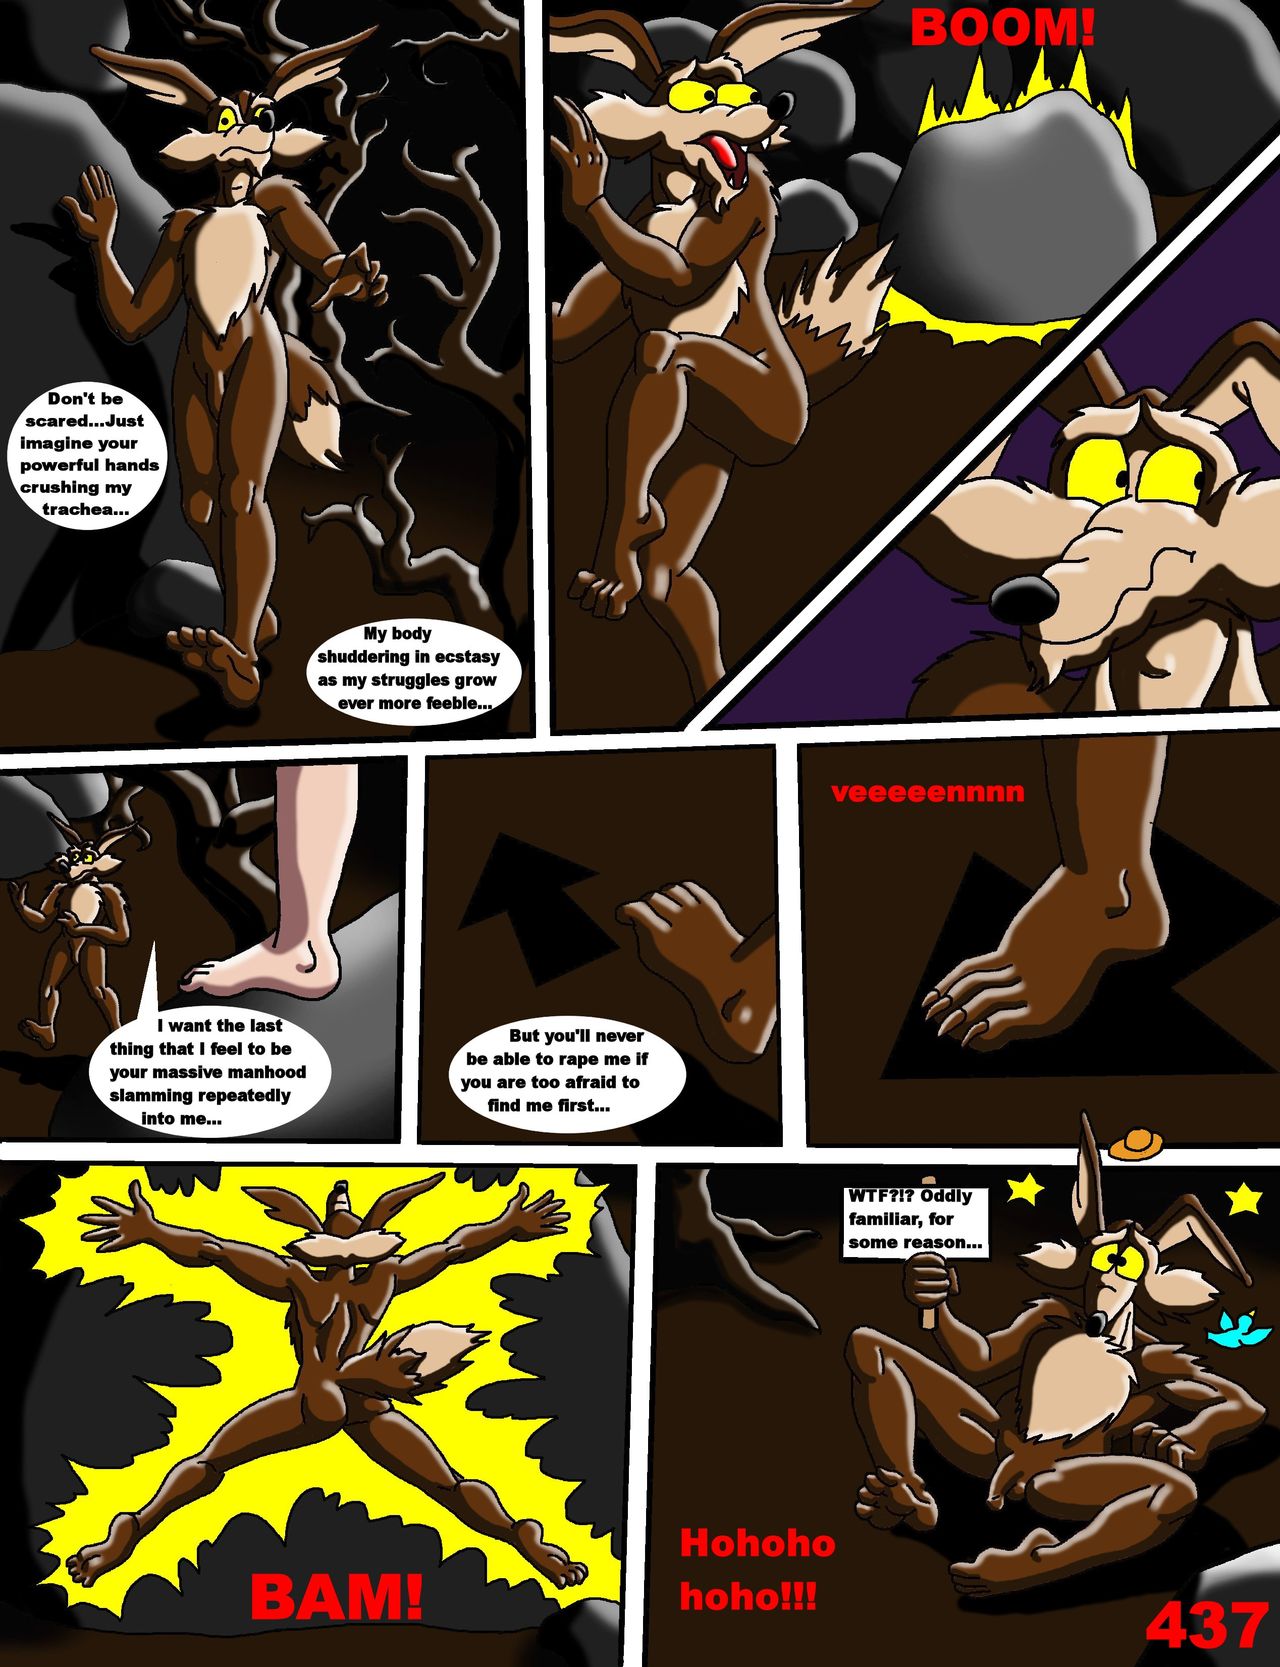 BOOM!
Don't be
scared...Just
imagine your
powerful hands
crushing my
trachea...
My body
shuddering in ecstasy
as my struggles grow
ever more feeble...
I want the last
thing that I feel to be
your massive manhood
slamming repeatedly
into me...
But you'll never
be able to rape me if
you are too afraid to
find me first...
veeeeennnn
BAM!
WTF?!? Oddly
familiar, for
some reason...
Hohoho
hoho!!!
437